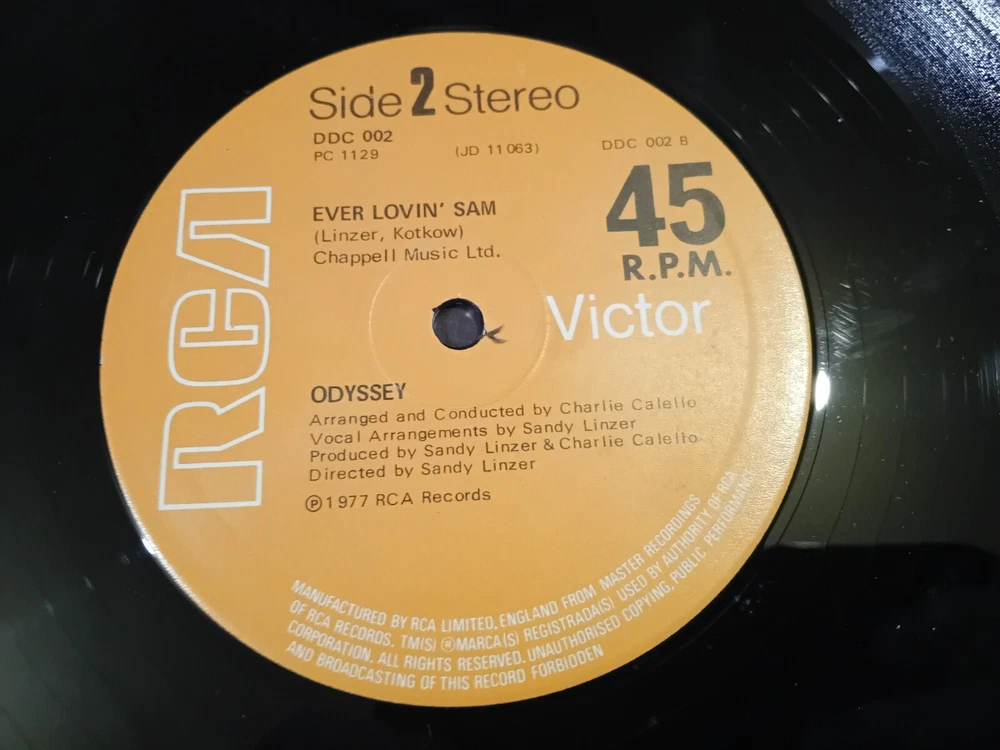 Side 2 Stereo
DDC 002
PC 1129
(JD 11063)
DDC 002 B
45
R.P.M.
EVER LOVIN' SAM
(Linzer, Kotkow)
Chappell Music Ltd.
RCA
Victor
ODYSSEY
Arranged and Conducted by Charlie Calello
Vocal Arrangements by Sandy Linzer
Produced by Sandy Linzer & Charlie Calello
Directed by Sandy Linzer
℗1977 RCA Records
MANUFACTURED BY RCA LIMITED, ENGLAND FROM MASTER RECORDINGS
OF RCA RECORDS. TM(S) ®MARCA(S) REGISTRADA(S) USED BY AUTHORITY OF RCA
CORPORATION. ALL RIGHTS RESERVED. UNAUTHORISED COPYING, PUBLIC PERFORMANCE
AND BROADCASTING OF THIS RECORD FORBIDDEN